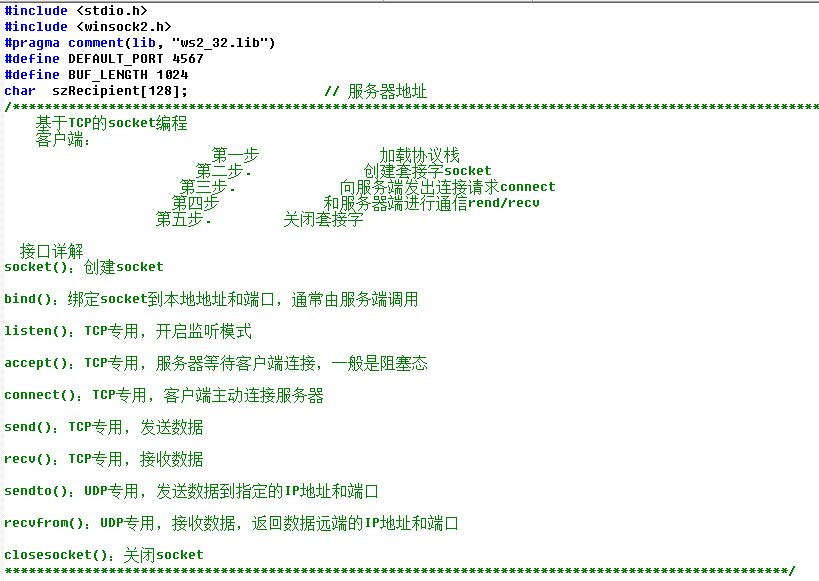 #include <stdio.h>
#include <winsock2.h>
#pragma comment(lib, "ws2_32.lib")
#define DEFAULT_PORT 4567
#define BUF_LENGTH 1024
char  szRecipient[128];                 // 服务器地址
/*****************************************************************************************************
    基于TCP的socket编程
    客户端：
                          第一步               加载协议栈
                        第二步.              创建套接字socket
                      第三步.             向服务端发出连接请求connect
                     第四步             和服务器端进行通信rend/recv
                   第五步.         关闭套接字
  接口详解
socket()：创建socket
bind()：绑定socket到本地地址和端口，通常由服务端调用
listen()：TCP专用，开启监听模式
accept()：TCP专用，服务器等待客户端连接，一般是阻塞态
connect()：TCP专用，客户端主动连接服务器
send()：TCP专用，发送数据
recv()：TCP专用，接收数据
sendto()：UDP专用，发送数据到指定的IP地址和端口
recvfrom()：UDP专用，接收数据，返回数据远端的IP地址和端口
closesocket()：关闭socket
**************************************************************************************************/